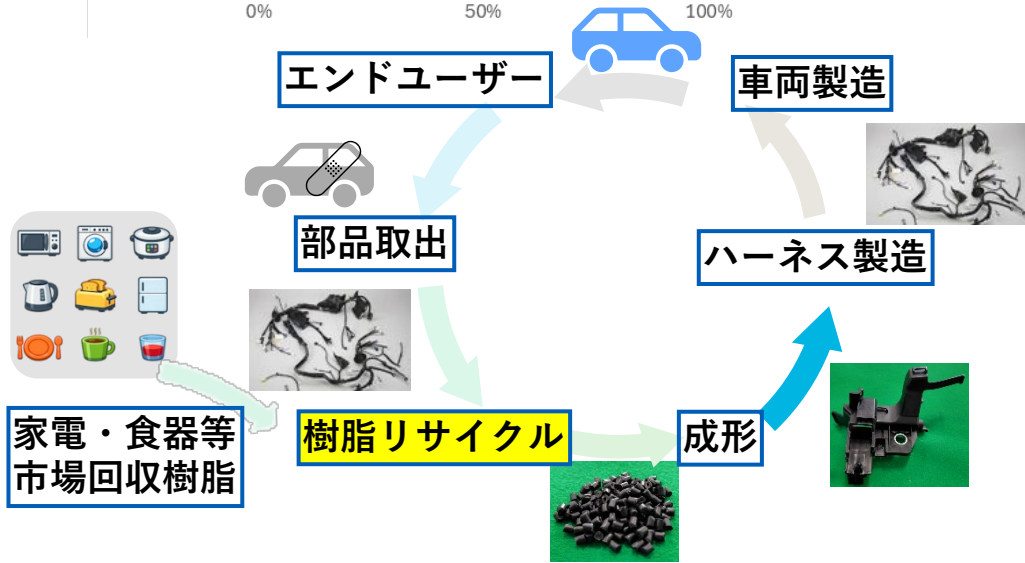 0%
50%
100%
エンドユーザー
車両製造
部品取出
ハーネス製造
家電・食器等
市場回収樹脂
樹脂リサイクル
成形